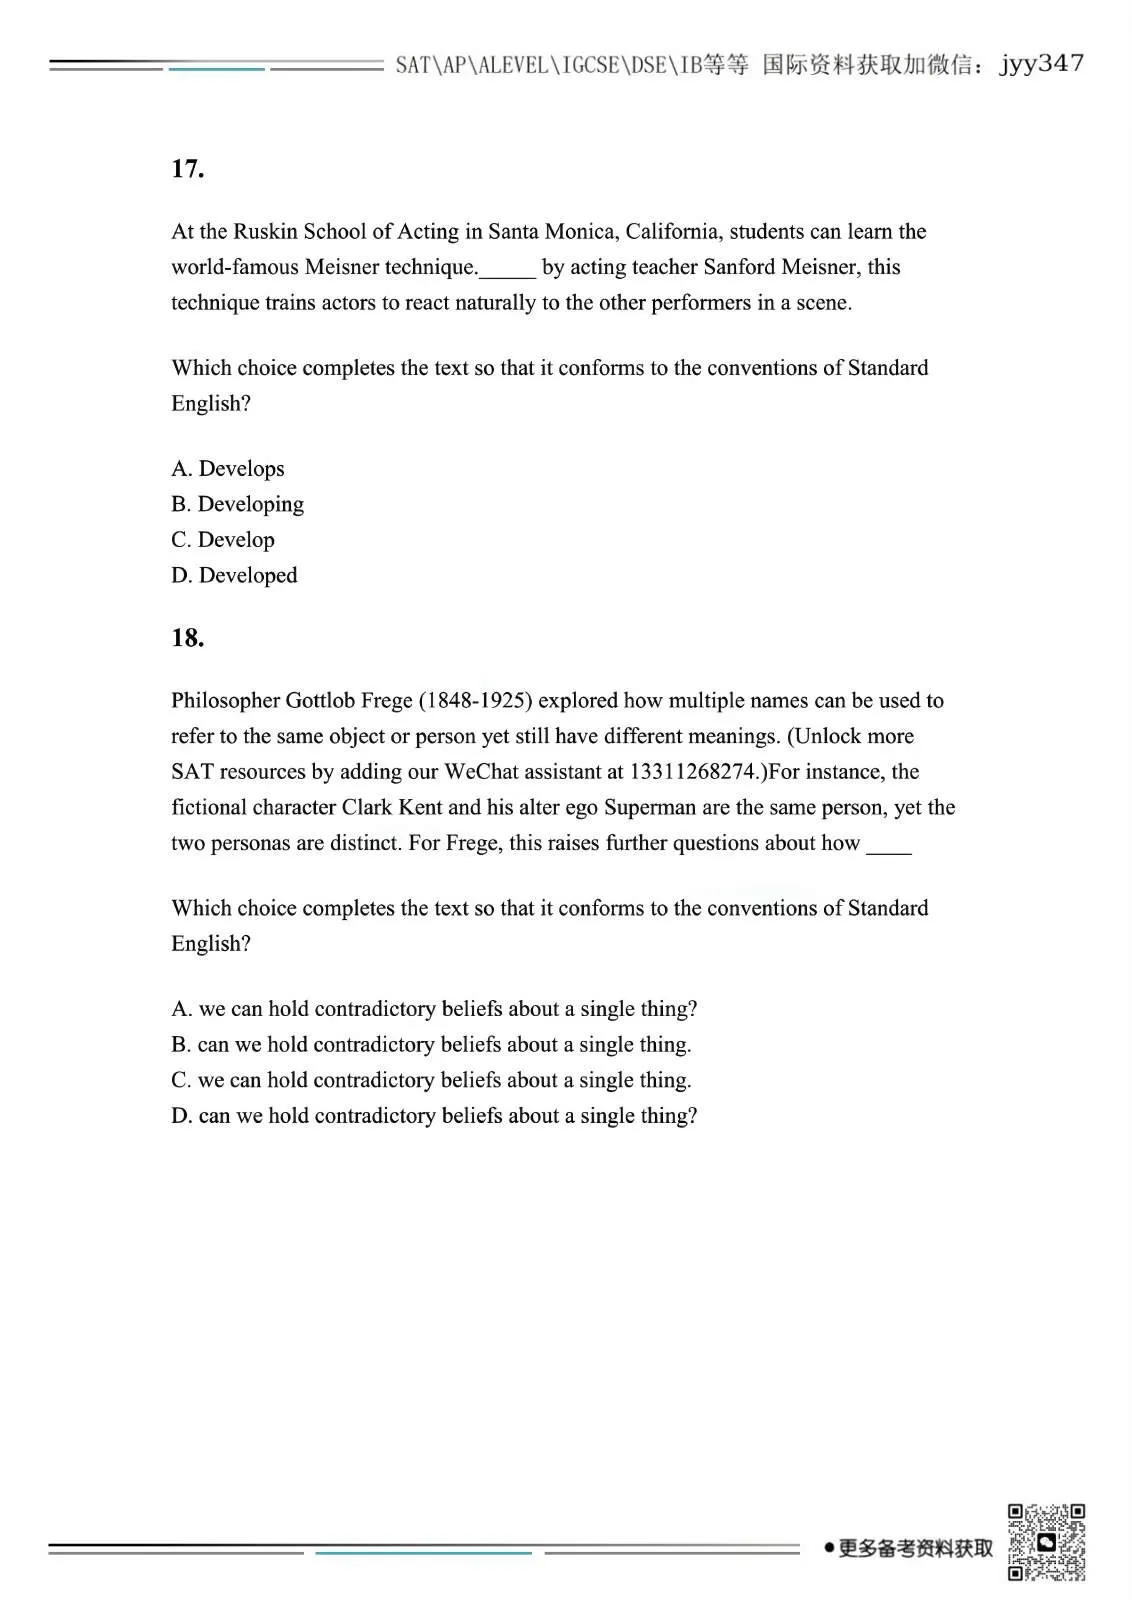 SAT\AP\ALEVEL\IGCSE\DSE\IB等等 国际资料获取加微信：jyy347
17.
At the Ruskin School of Acting in Santa Monica, California, students can learn the
world-famous Meisner technique._____ by acting teacher Sanford Meisner, this
technique trains actors to react naturally to the other performers in a scene.
Which choice completes the text so that it conforms to the conventions of Standard
English?
A. Develops
B. Developing
C. Develop
D. Developed
18.
Philosopher Gottlob Frege (1848-1925) explored how multiple names can be used to
refer to the same object or person yet still have different meanings. (Unlock more
SAT resources by adding our WeChat assistant at 13311268274.)For instance, the
fictional character Clark Kent and his alter ego Superman are the same person, yet the
two personas are distinct. For Frege, this raises further questions about how ____
Which choice completes the text so that it conforms to the conventions of Standard
English?
A. we can hold contradictory beliefs about a single thing?
B. can we hold contradictory beliefs about a single thing.
C. we can hold contradictory beliefs about a single thing.
D. can we hold contradictory beliefs about a single thing?
●更多备考资料获取